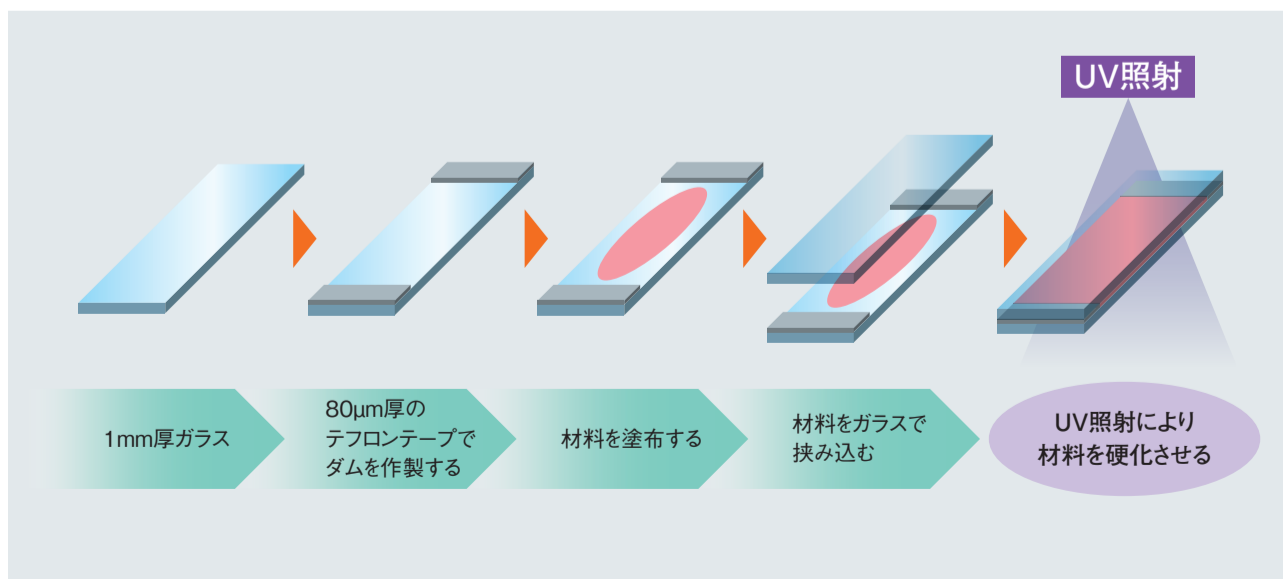 UV照射
1mm厚ガラス
80μm厚の
テフロンテープで
ダムを作製する
材料を塗布する
材料をガラスで
挟み込む
UV照射により
材料を硬化させる